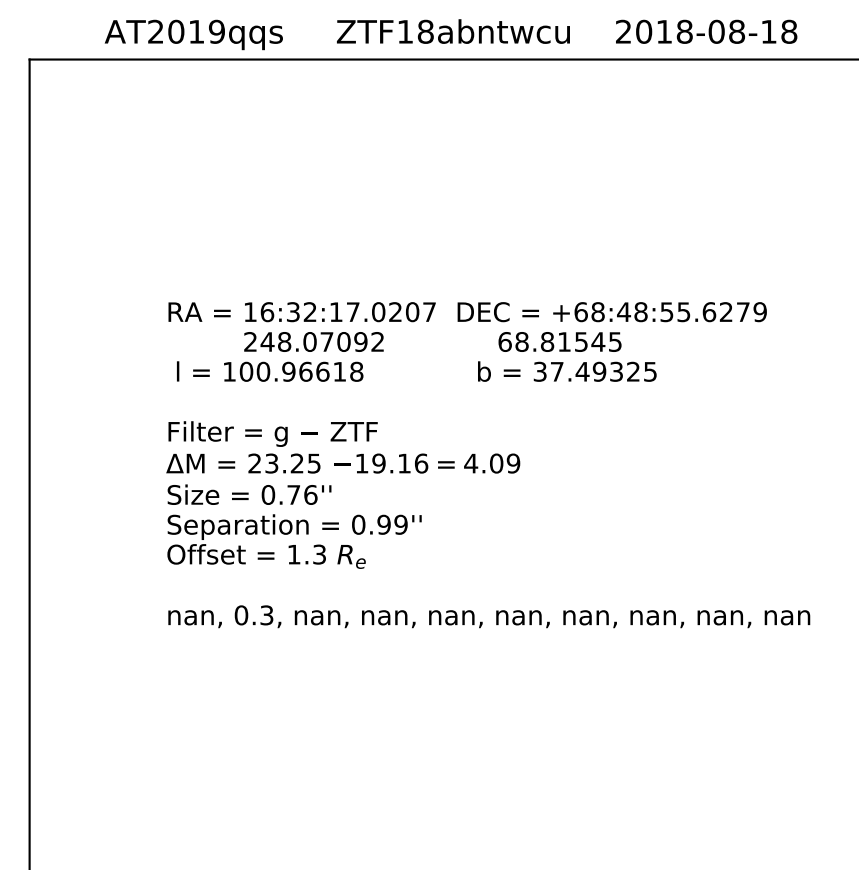 AT2019qqs ZTF18abntwcu 2018-08-18
RA = 16:32:17.0207 DEC = +68:48:55.6279
248.07092 68.81545
l = 100.96618 b = 37.49325
Filter = g − ZTF
ΔM = 23.25 −19.16 = 4.09
Size = 0.76''
Separation = 0.99''
Offset = 1.3 Re
nan, 0.3, nan, nan, nan, nan, nan, nan, nan, nan